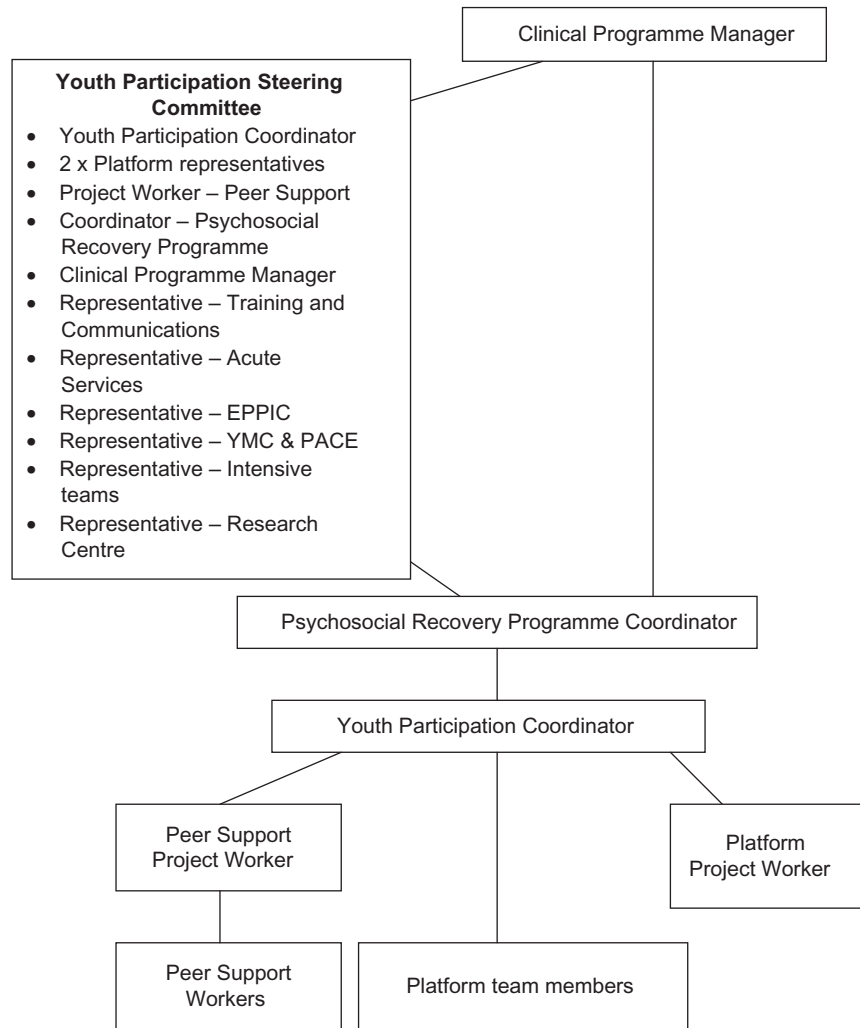 Clinical Programme Manager
Youth Participation Steering
Committee
• Youth Participation Coordinator
• 2 x Platform representatives
• Project Worker – Peer Support
• Coordinator – Psychosocial
Recovery Programme
• Clinical Programme Manager
• Representative – Training and
Communications
• Representative – Acute
Services
• Representative – EPPIC
• Representative – YMC & PACE
• Representative – Intensive
teams
• Representative – Research
Centre
Psychosocial Recovery Programme Coordinator
Youth Participation Coordinator
Peer Support
Project Worker
Platform
Project Worker
Peer Support
Workers
Platform team members